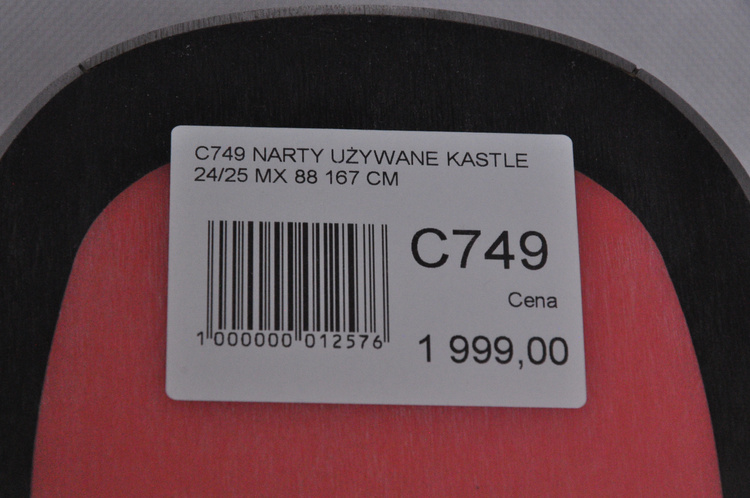 C749 NARTY UŻYWANE KASTLE
24/25 MX 88 167 CM
C749
Cena
1 999,00
1 000000 012576